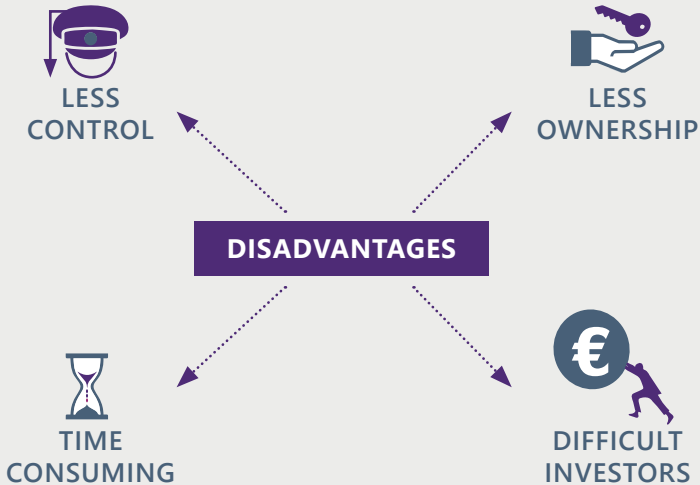 LESS
CONTROL
LESS
OWNERSHIP
DISADVANTAGES
€
TIME
CONSUMING
DIFFICULT
INVESTORS